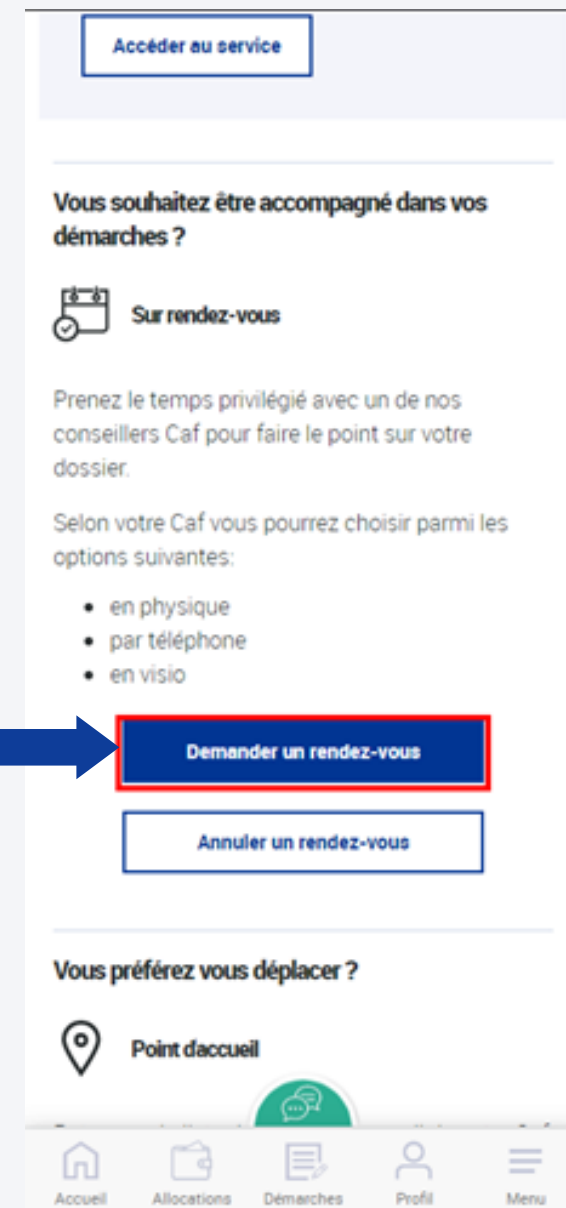 Accéder au service
Vous souhaitez être accompagné dans vos
démarches ?
Sur rendez-vous
Prenez le temps privilégié avec un de nos
conseillers Caf pour faire le point sur votre
dossier.
Selon votre Caf vous pourrez choisir parmi les
options suivantes:
• en physique
• par téléphone
• en visio
Demander un rendez-vous
Annuler un rendez-vous
Vous préférez vous déplacer ?
Point d'accueil
Accueil Allocations Démarches Profil Menu